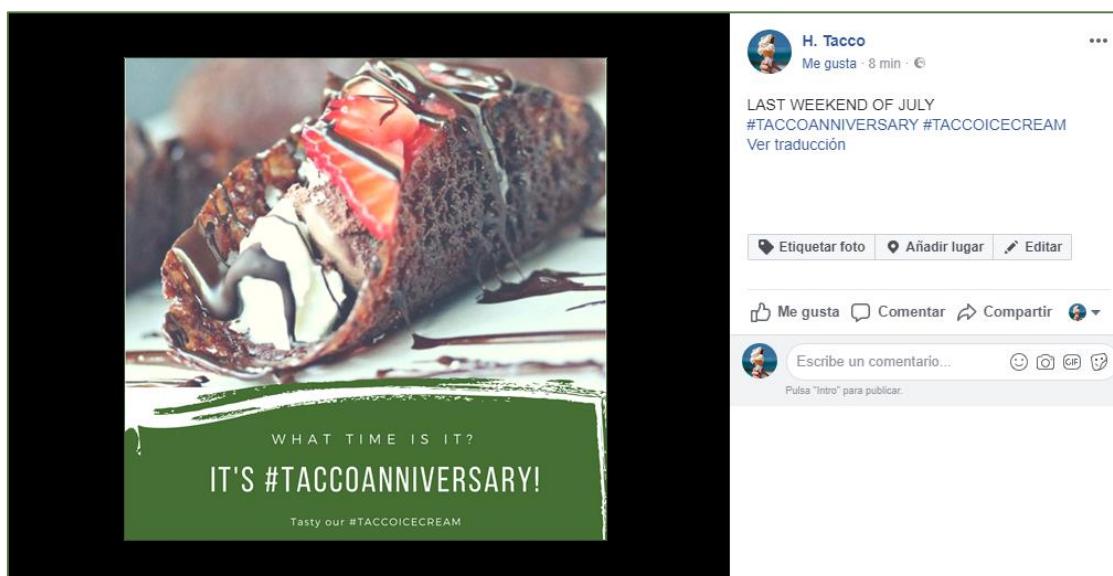 WHAT TIME IS IT?
IT'S #TACCOANNIVERSARY!
Tasty our #TACCOICECREAM
H. Tacco
Me gusta · 8 min ·
LAST WEEKEND OF JULY
#TACCOANNIVERSARY #TACCOICECREAM
Ver traducción
Etiquetar foto Añadir lugar Editar
Me gusta Comentar Compartir
Escribe un comentario... GIF
Pulsa "Intro" para publicar.